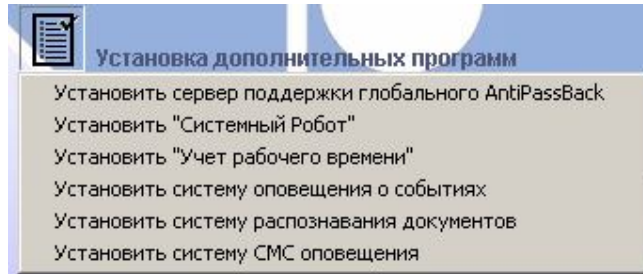 Установка дополнительных программ
Установить сервер поддержки глобального AntiPassBack
Установить "Системный Робот"
Установить "Учет рабочего времени"
Установить систему оповещения о событиях
Установить систему распознавания документов
Установить систему СМС оповещения